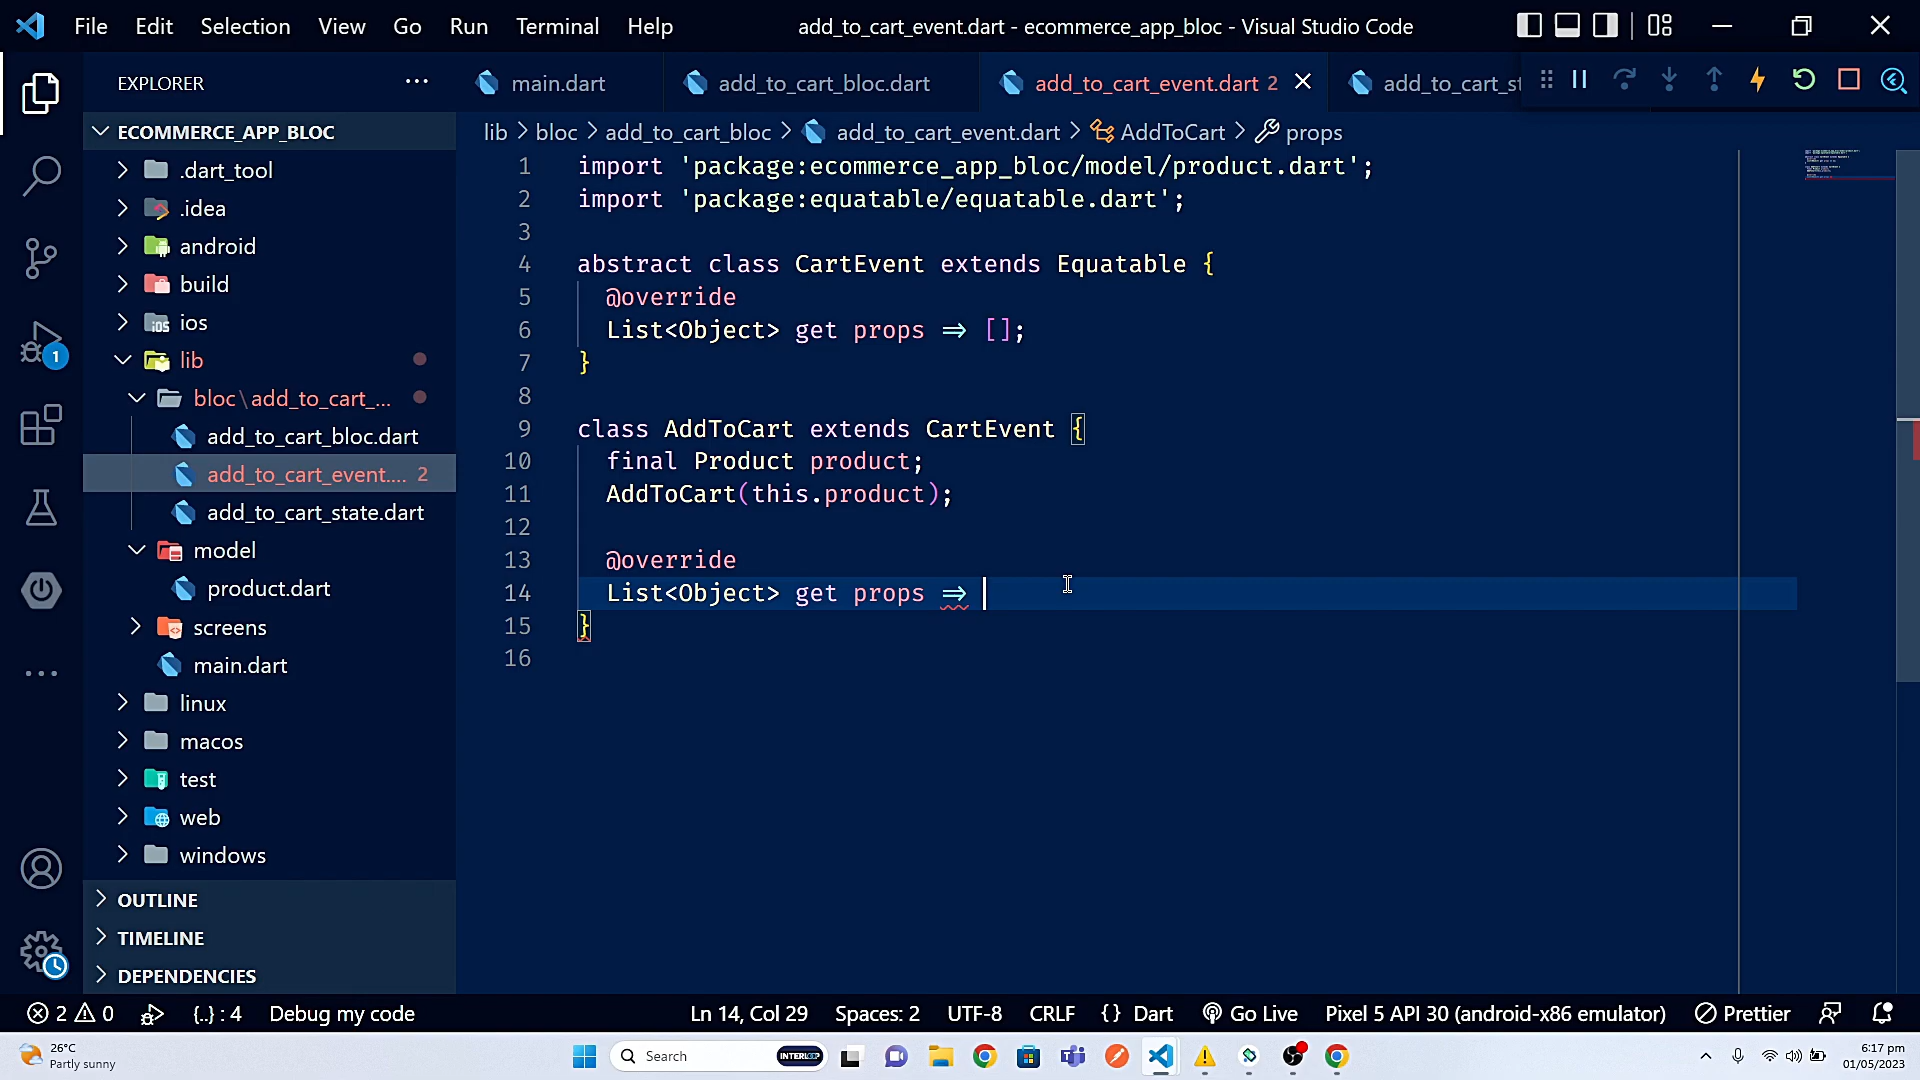 File Edit Selection View Go Run Terminal Help
add_to_cart_event.dart - ecommerce_app_bloc - Visual Studio Code
EXPLORER
main.dart
add_to_cart_bloc.dart
add_to_cart_event.dart 2
add_to_cart_st
ECOMMERCE_APP_BLOC
.dart_tool
.idea
android
build
ios
lib
bloc\add_to_cart_...
add_to_cart_bloc.dart
add_to_cart_event.... 2
add_to_cart_state.dart
model
product.dart
screens
main.dart
linux
macos
test
web
windows
OUTLINE
TIMELINE
DEPENDENCIES
1
lib > bloc > add_to_cart_bloc > add_to_cart_event.dart > AddToCart > props
1 import 'package:ecommerce_app_bloc/model/product.dart';
2 import 'package:equatable/equatable.dart';
3
4 abstract class CartEvent extends Equatable {
5 @override
6 List<Object> get props => [];
7 }
8
9 class AddToCart extends CartEvent {
10 final Product product;
11 AddToCart(this.product);
12
13 @override
14 List<Object> get props =>
15 }
16
2 0 {..} : 4 Debug my code
Ln 14, Col 29 Spaces: 2 UTF-8 CRLF {} Dart Go Live Pixel 5 API 30 (android-x86 emulator) Prettier
26°C
Partly sunny
Search
INTERLOOP
6:17 pm
01/05/2023